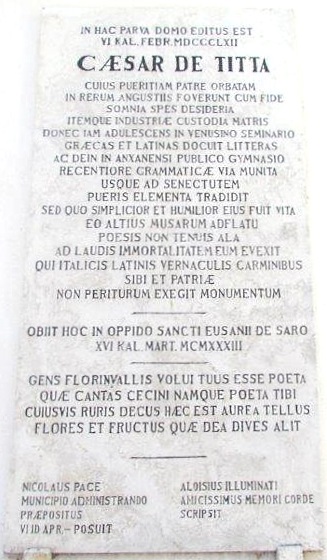 IN HAC PARVA DOMO EDITUS EST
VI KAL. FEBR. MDCCCLXII
CÆSAR DE TITTA
CUIUS PUERITIAM PATRE ORBATAM
IN RERUM ANGUSTIIS FOVERUNT CUM FIDE
SOMNIA SPES DESIDERIA
ITEMQUE INDUSTRIÆ CUSTODIA MATRIS
DONEC IAM ADULESCENS IN VENUSINO SEMINARIO
GRÆCAS ET LATINAS DOCUIT LITTERAS
AC DEIN IN ANXANENSI PUBLICO GYMNASIO
RECENTIORE GRAMMATICÆ VIA MUNITA
USQUE AD SENECTUTEM
PUERIS ELEMENTA TRADIDIT
SED QUO SIMPLICIOR ET HUMILIOR EIUS FUIT VITA
EO ALTIUS MUSARUM ADFLATU
POESIS NON TENUIS ALA
AD LAUDIS IMMORTALITATEM EUM EVEXIT
QUI ITALICIS LATINIS VERNACULIS CARMINIBUS
SIBI ET PATRIÆ
NON PERITURUM EXEGIT MONUMENTUM
OBIIT HOC IN OPPIDO SANCTI EUSANII DE SARO
XVI KAL. MART. MCMXXXIII
GENS FLORINVALLIS VOLUI TUUS ESSE POETA
QUÆ CANTAS CECINI NAMQUE POETA TIBI
CUIUSVIS RURIS DECUS HÆC EST AUREA TELLUS
FLORES ET FRUCTUS QUÆ DEA DIVES ALIT
NICOLAUS PACE
MUNICIPIO ADMINISTRANDO
PRÆPOSITUS
VI ID APR.- POSUIT
ALOISIUS ILLUMINATI
AMICISSIMUS MEMORI CORDE
SCRIPSIT